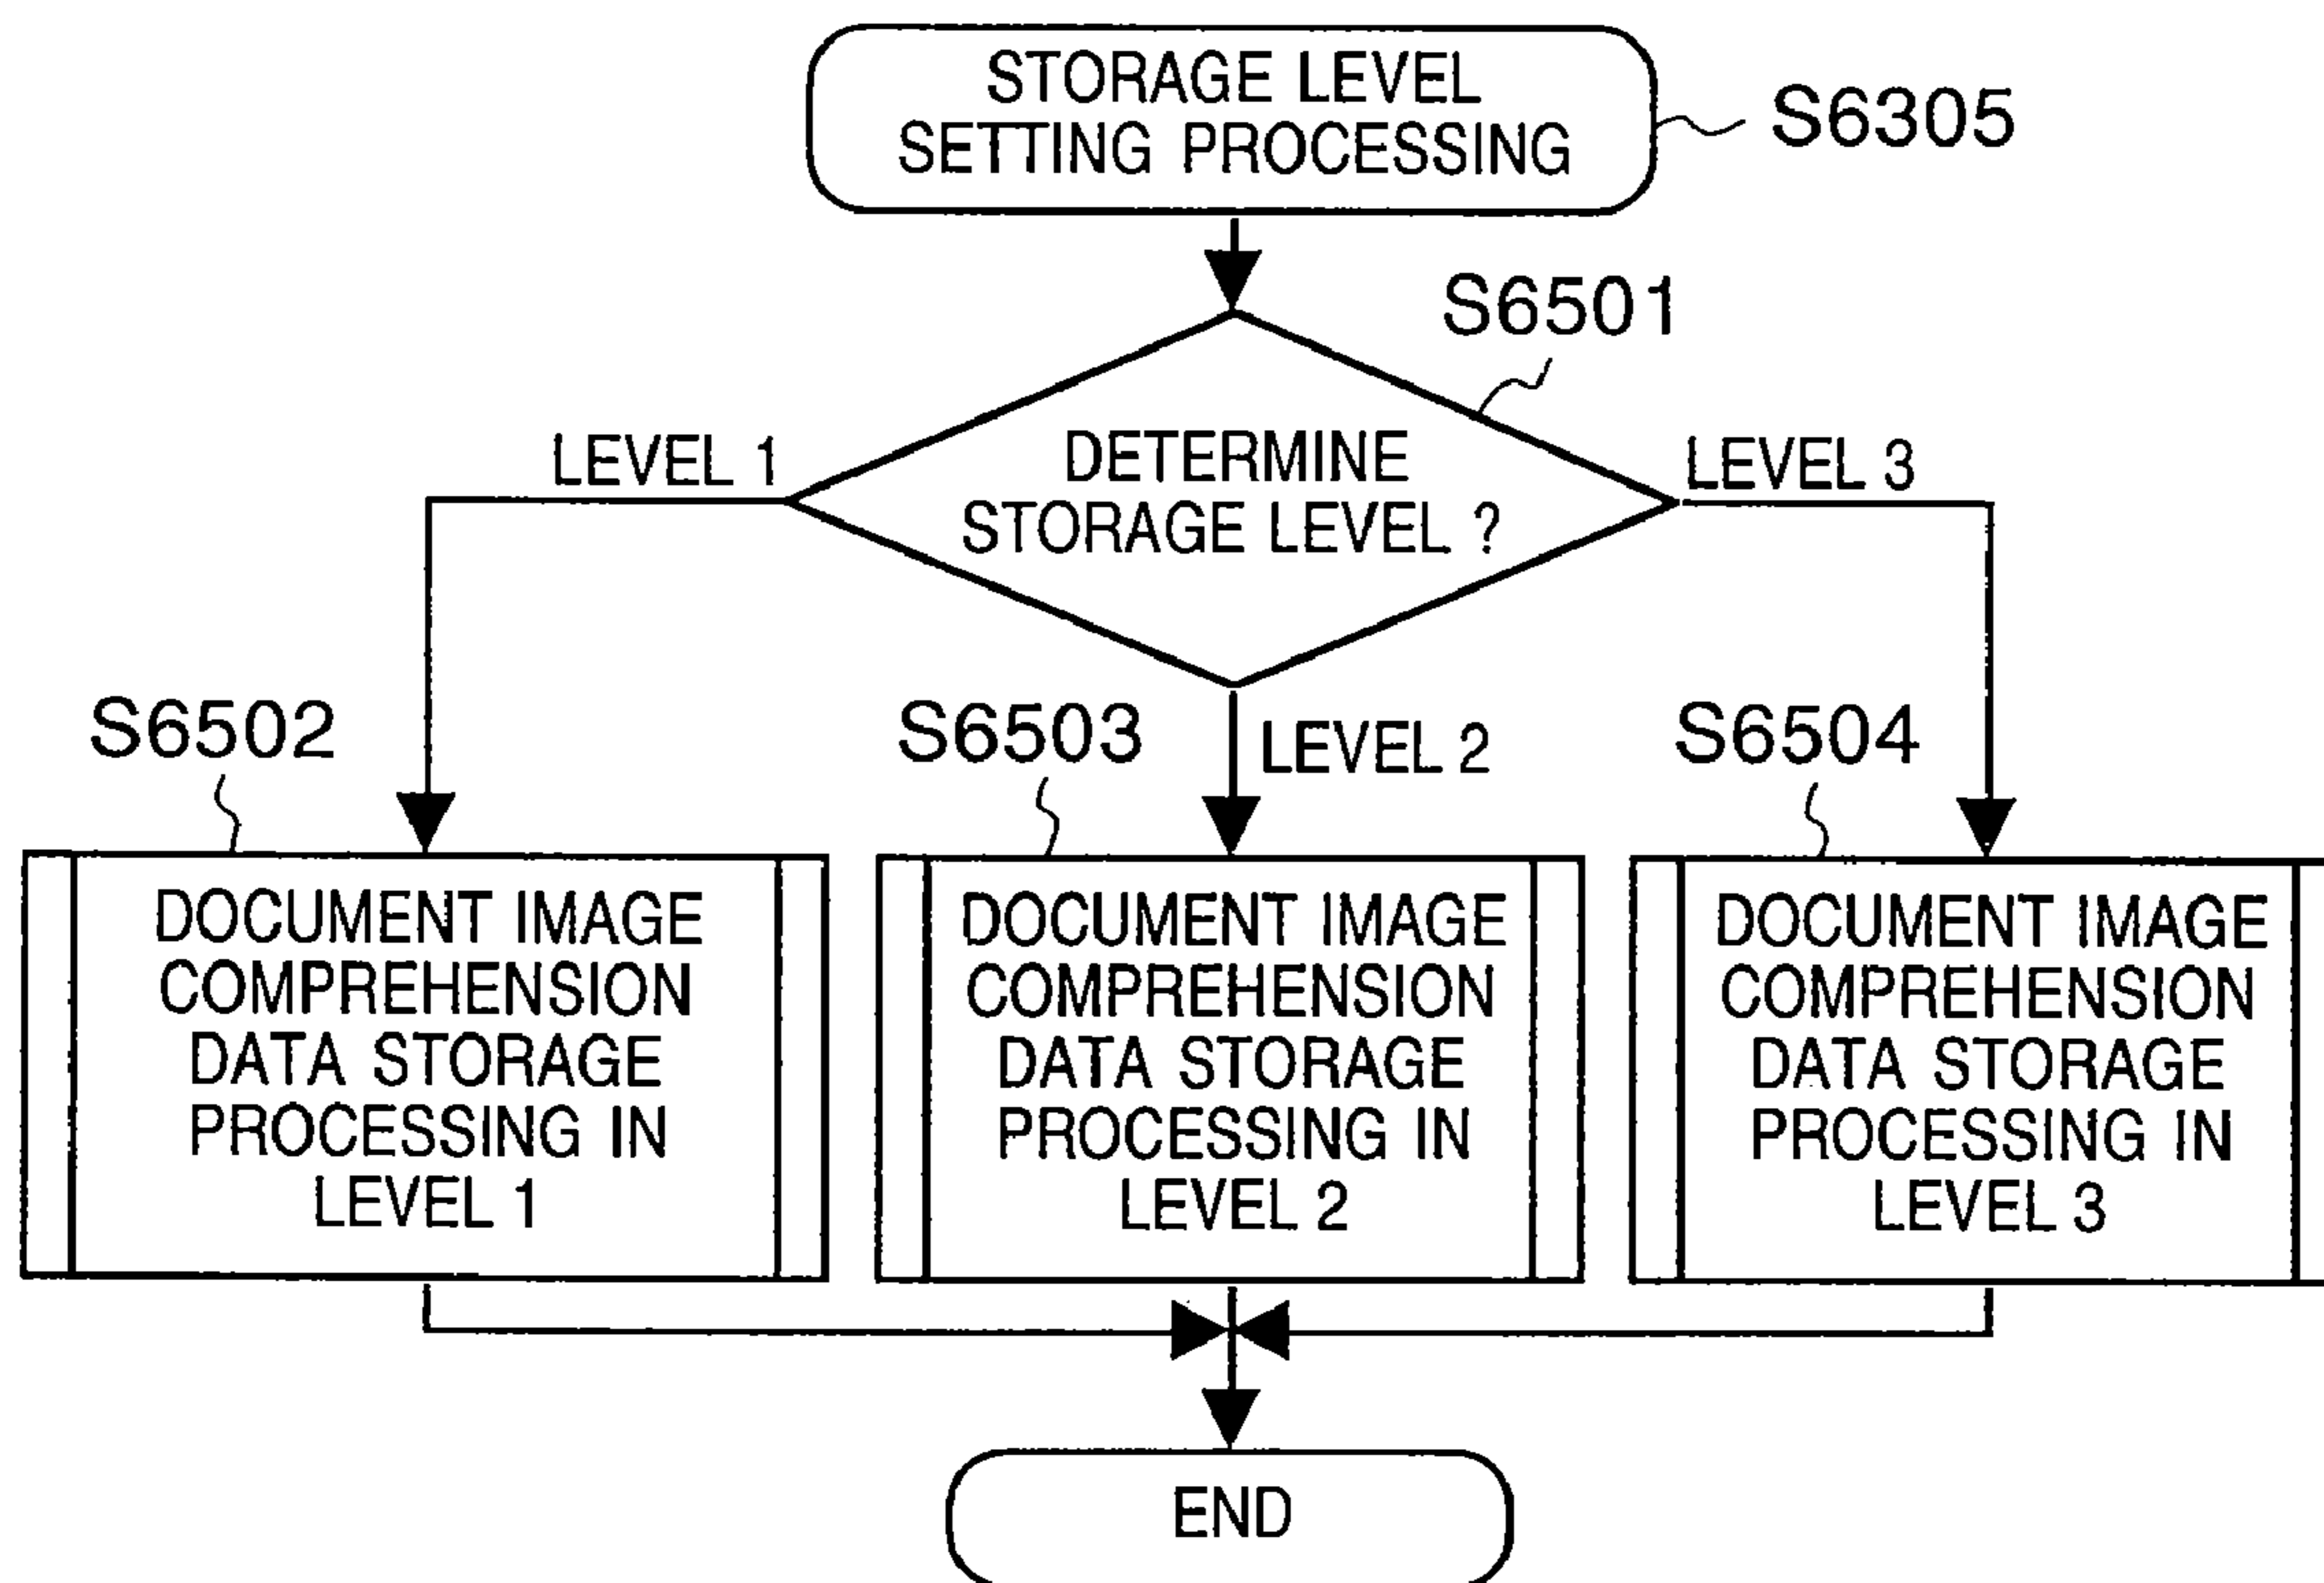 STORAGE LEVEL
SETTING PROCESSING
S6305
S6501
DETERMINE
STORAGE LEVEL ?
LEVEL 1
LEVEL 3
LEVEL 2
S6502
DOCUMENT IMAGE
COMPREHENSION
DATA STORAGE
PROCESSING IN
LEVEL 1
S6503
DOCUMENT IMAGE
COMPREHENSION
DATA STORAGE
PROCESSING IN
LEVEL 2
S6504
DOCUMENT IMAGE
COMPREHENSION
DATA STORAGE
PROCESSING IN
LEVEL 3
END